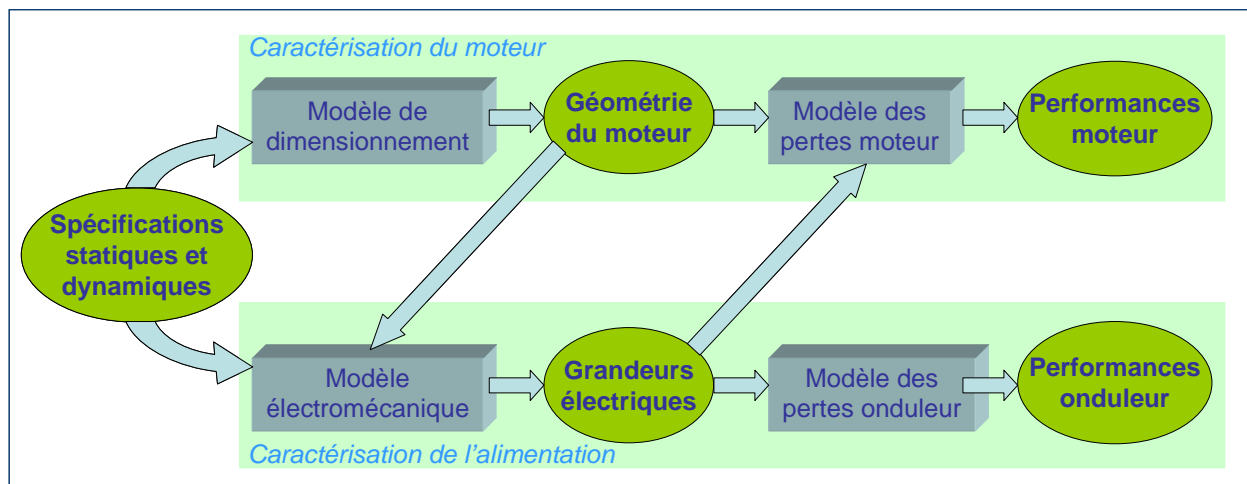 Caractérisation du moteur
Modèle de
dimensionnement
Géométrie
du moteur
Modèle des
pertes moteur
Performances
moteur
Spécifications
statiques et
dynamiques
Modèle
électromécanique
Grandeurs
électriques
Modèle des
pertes onduleur
Performances
onduleur
Caractérisation de l'alimentation